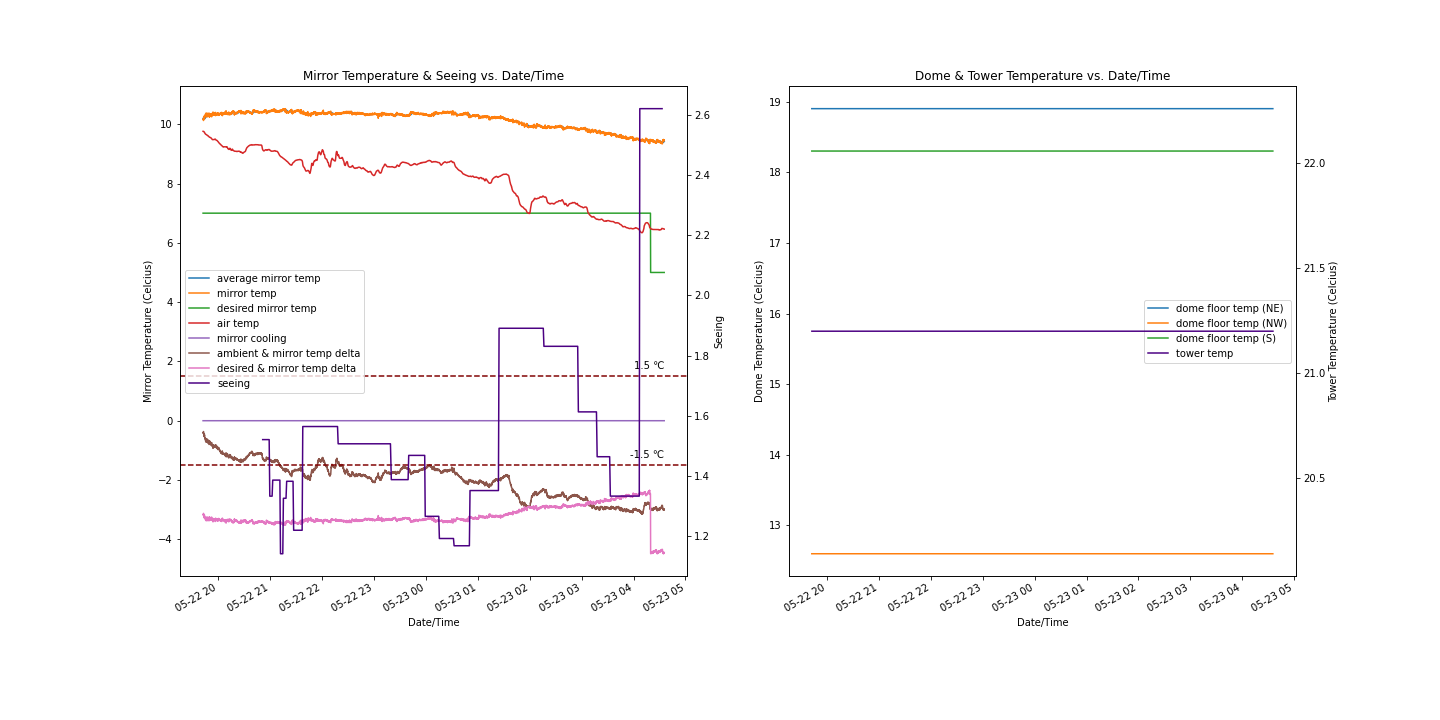 Mirror Temperature & Seeing vs. Date/Time
Mirror Temperature (Celcius)
10
8
6
4
2
0
−2
−4
average mirror temp
mirror temp
desired mirror temp
air temp
mirror cooling
ambient & mirror temp delta
desired & mirror temp delta
seeing
1.5 °C
-1.5 °C
2.6
2.4
2.2
2.0
1.8
1.6
1.4
1.2
Seeing
05-22 20
05-22 21
05-22 22
05-22 23
05-23 00
05-23 01
05-23 02
05-23 03
05-23 04
05-23 05
Date/Time
Dome & Tower Temperature vs. Date/Time
Dome Temperature (Celcius)
19
18
17
16
15
14
13
dome floor temp (NE)
dome floor temp (NW)
dome floor temp (S)
tower temp
22.0
21.5
21.0
20.5
Tower Temperature (Celcius)
05-22 20
05-22 21
05-22 22
05-22 23
05-23 00
05-23 01
05-23 02
05-23 03
05-23 04
05-23 05
Date/Time